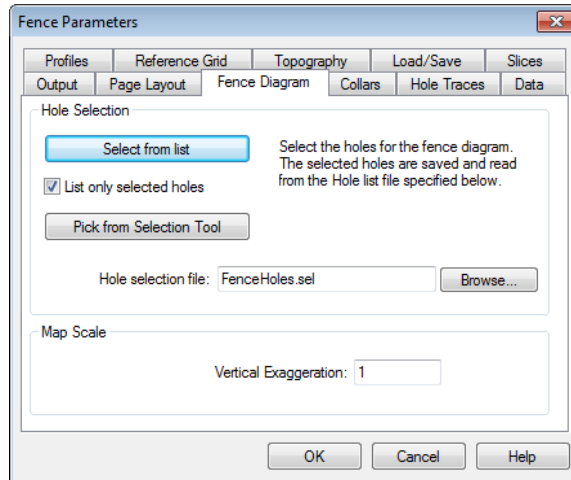 Fence Parameters
Profiles Reference Grid Topography Load/Save Slices
Output Page Layout Fence Diagram Collars Hole Traces Data
Hole Selection
Select from list
Select the holes for the fence diagram.
The selected holes are saved and read
from the Hole list file specified below.
List only selected holes
Pick from Selection Tool
Hole selection file: FenceHoles.sel Browse...
Map Scale
Vertical Exaggeration: 1
OK Cancel Help